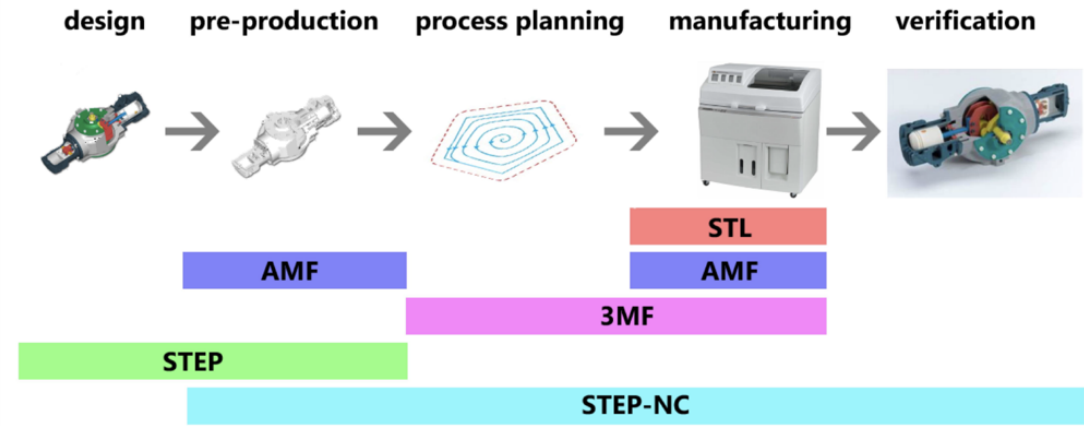 design pre-production process planning manufacturing verification
STL
AMF AMF
3MF
STEP
STEP-NC